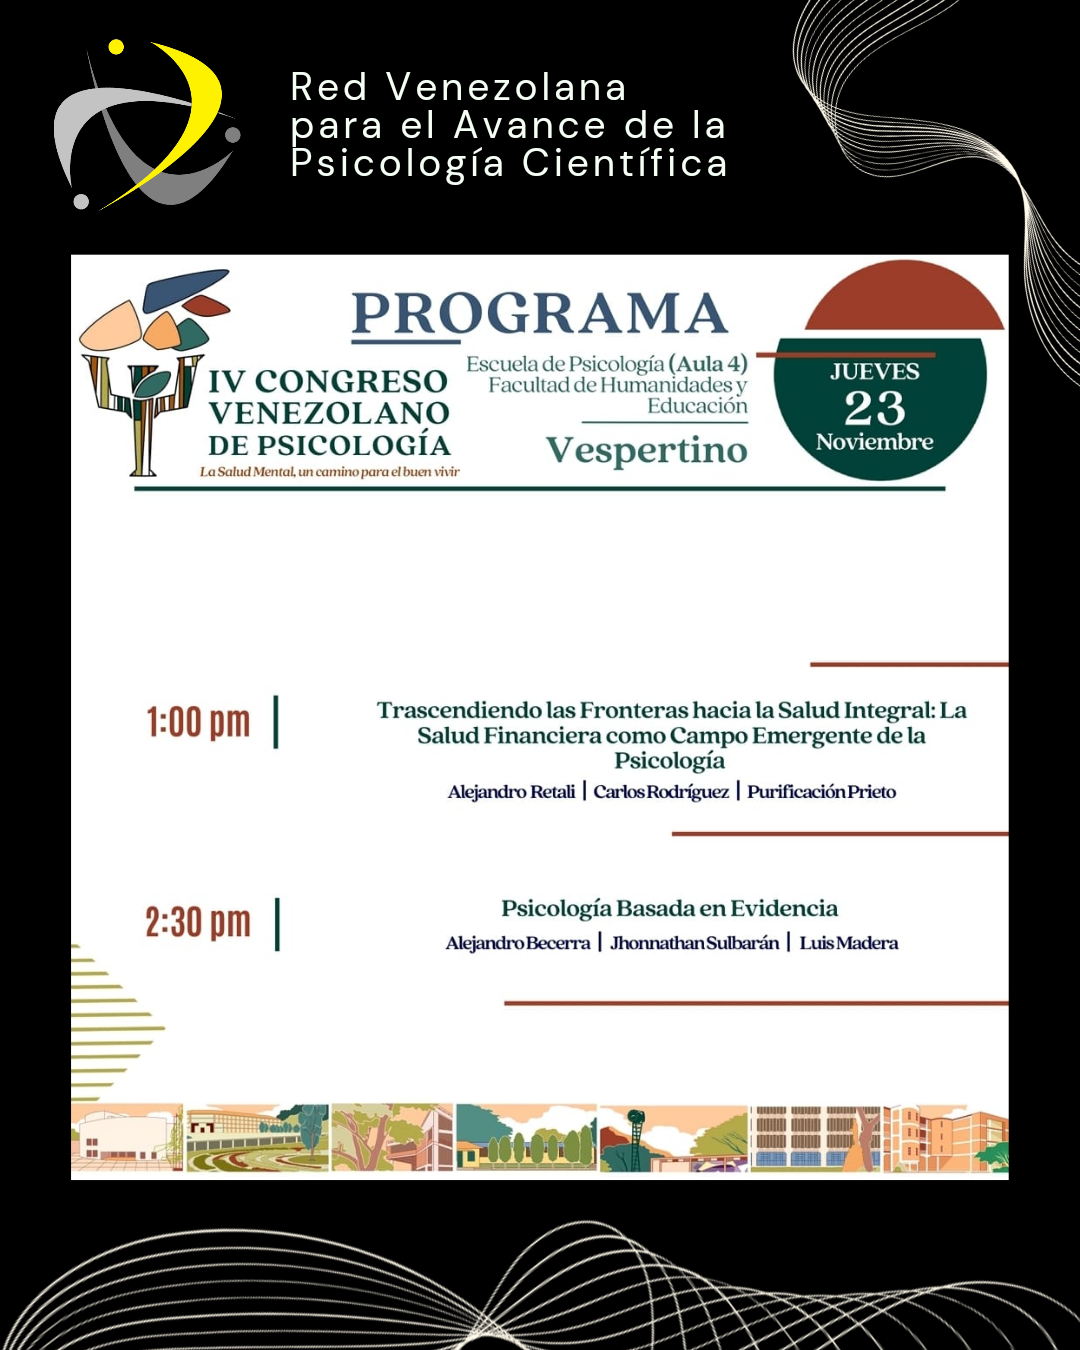 Red Venezolana
para el Avance de la
Psicología Científica
PROGRAMA
IV CONGRESO
VENEZOLANO
DE PSICOLOGÍA
La Salud Mental, un camino para el buen vivir
Escuela de Psicología (Aula 4)
Facultad de Humanidades y
Educación
Vespertino
JUEVES
23
Noviembre
1:00 pm
Trascendiendo las Fronteras hacia la Salud Integral: La
Salud Financiera como Campo Emergente de la
Psicología
Alejandro Retali | Carlos Rodríguez | Purificación Prieto
2:30 pm
Psicología Basada en Evidencia
Alejandro Becerra | Jhonnathan Sulbarán | Luis Madera